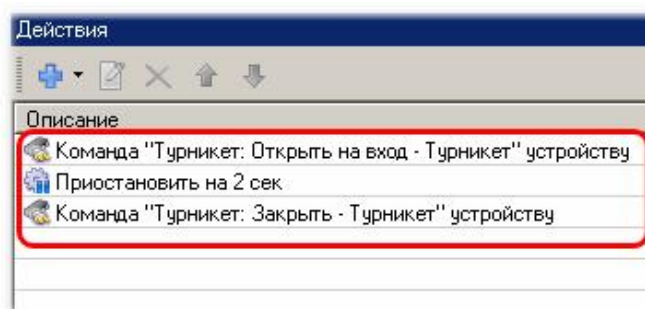 Действия
Описание
Команда "Турникет: Открыть на вход - Турникет" устройству
Приостановить на 2 сек
Команда "Турникет: Закрыть - Турникет" устройству